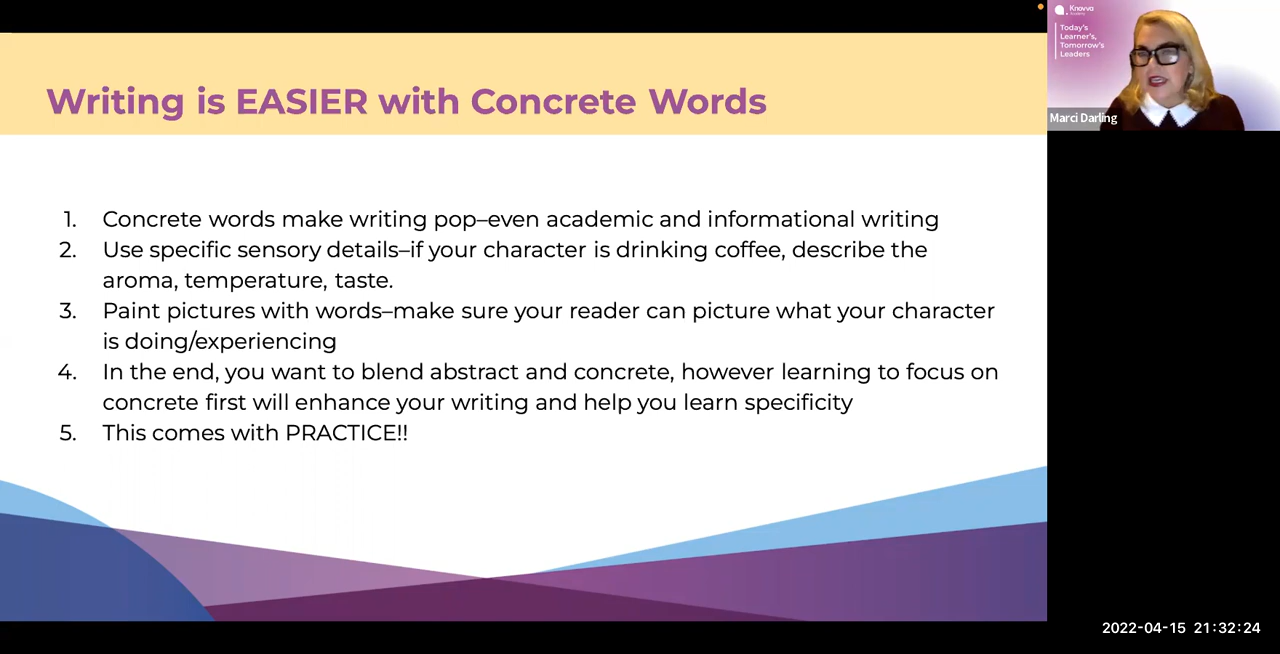 Writing is EASIER with Concrete Words
1. Concrete words make writing pop–even academic and informational writing
2. Use specific sensory details–if your character is drinking coffee, describe the
aroma, temperature, taste.
3. Paint pictures with words–make sure your reader can picture what your character
is doing/experiencing
4. In the end, you want to blend abstract and concrete, however learning to focus on
concrete first will enhance your writing and help you learn specificity
5. This comes with PRACTICE!!
Knovva
Academy
Today's
Learner's,
Tomorrow's
Leaders
Marci Darling
2022-04-15 21:32:24